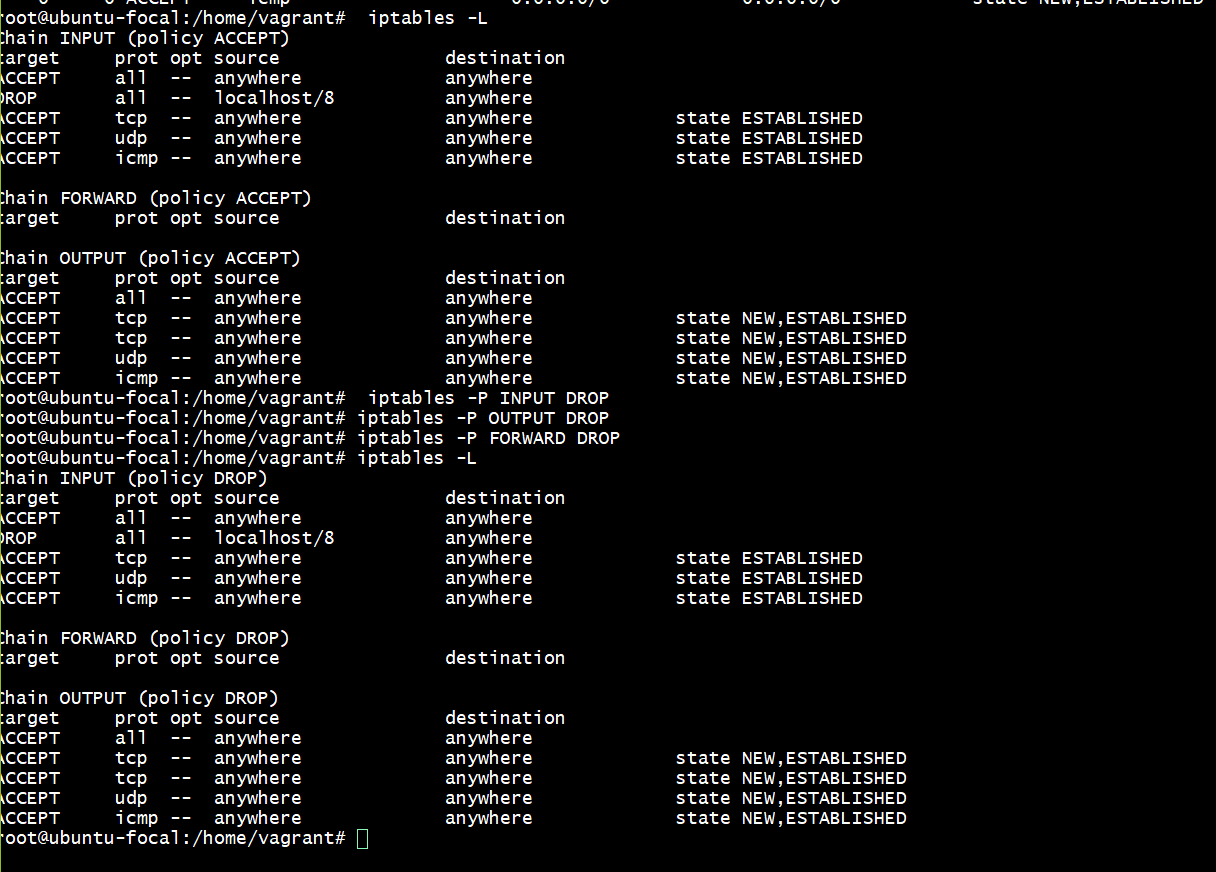 0 0 ACCEPT icmp 0.0.0.0/0 0.0.0.0/0 state NEW,ESTABLISHED
root@ubuntu-focal:/home/vagrant#  iptables -L
Chain INPUT (policy ACCEPT)
target prot opt source destination
ACCEPT all -- anywhere anywhere
DROP all -- localhost/8 anywhere
ACCEPT tcp -- anywhere anywhere state ESTABLISHED
ACCEPT udp -- anywhere anywhere state ESTABLISHED
ACCEPT icmp -- anywhere anywhere state ESTABLISHED
Chain FORWARD (policy ACCEPT)
target prot opt source destination
Chain OUTPUT (policy ACCEPT)
target prot opt source destination
ACCEPT all -- anywhere anywhere
ACCEPT tcp -- anywhere anywhere state NEW,ESTABLISHED
ACCEPT tcp -- anywhere anywhere state NEW,ESTABLISHED
ACCEPT udp -- anywhere anywhere state NEW,ESTABLISHED
ACCEPT icmp -- anywhere anywhere state NEW,ESTABLISHED
root@ubuntu-focal:/home/vagrant#  iptables -P INPUT DROP
root@ubuntu-focal:/home/vagrant# iptables -P OUTPUT DROP
root@ubuntu-focal:/home/vagrant# iptables -P FORWARD DROP
root@ubuntu-focal:/home/vagrant# iptables -L
Chain INPUT (policy DROP)
target prot opt source destination
ACCEPT all -- anywhere anywhere
DROP all -- localhost/8 anywhere
ACCEPT tcp -- anywhere anywhere state ESTABLISHED
ACCEPT udp -- anywhere anywhere state ESTABLISHED
ACCEPT icmp -- anywhere anywhere state ESTABLISHED
Chain FORWARD (policy DROP)
target prot opt source destination
Chain OUTPUT (policy DROP)
target prot opt source destination
ACCEPT all -- anywhere anywhere
ACCEPT tcp -- anywhere anywhere state NEW,ESTABLISHED
ACCEPT tcp -- anywhere anywhere state NEW,ESTABLISHED
ACCEPT udp -- anywhere anywhere state NEW,ESTABLISHED
ACCEPT icmp -- anywhere anywhere state NEW,ESTABLISHED
root@ubuntu-focal:/home/vagrant#